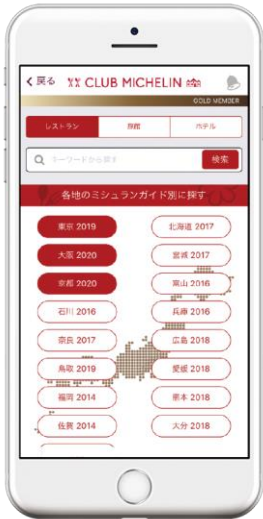 戻る
CLUB MICHELIN
GOLD MEMBER
レストラン 旅館 ホテル
キーワードから探す 検索
各地のミシュランガイド別に探す
東京 2019 北海道 2017
大阪 2020 宮城 2017
京都 2020 富山 2016
石川 2016 兵庫 2016
奈良 2017 広島 2018
鳥取 2019 愛媛 2018
福岡 2014 熊本 2018
佐賀 2014 大分 2018